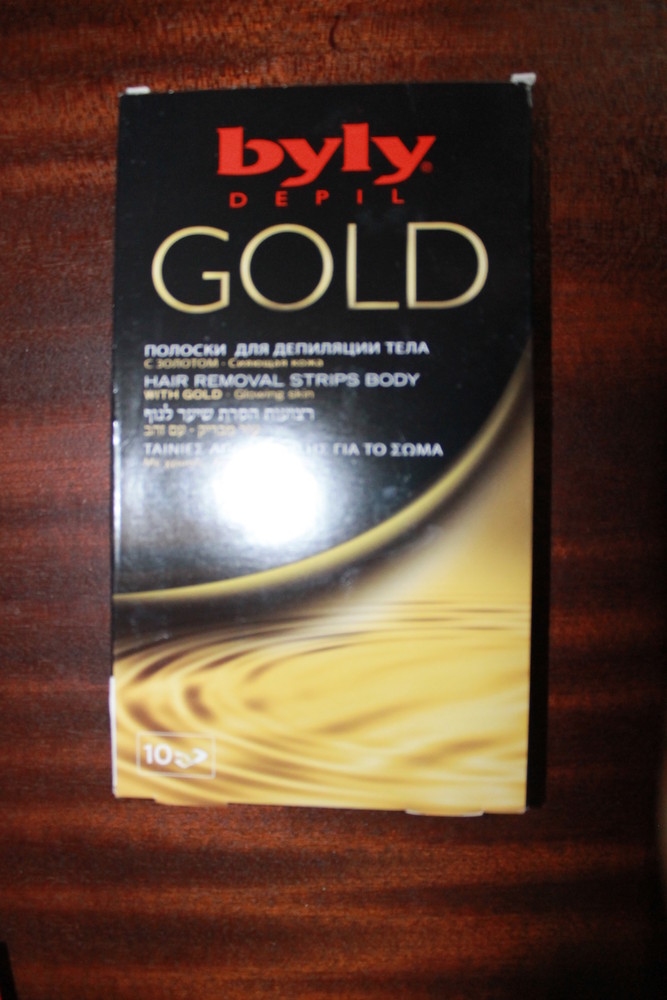 byly®
DEPIL
GOLD
ПОЛОСКИ ДЛЯ ДЕПИЛЯЦИИ ТЕЛА
С ЗОЛОТОМ · Сияющая кожа
HAIR REMOVAL STRIPS BODY
WITH GOLD · Glowing skin
רצועות הסרת שיער לגוף
מבריק - עם זהב
ΤΑΙΝΙΕΣ ΓΙΑ ΤΟ ΣΩΜΑ
10